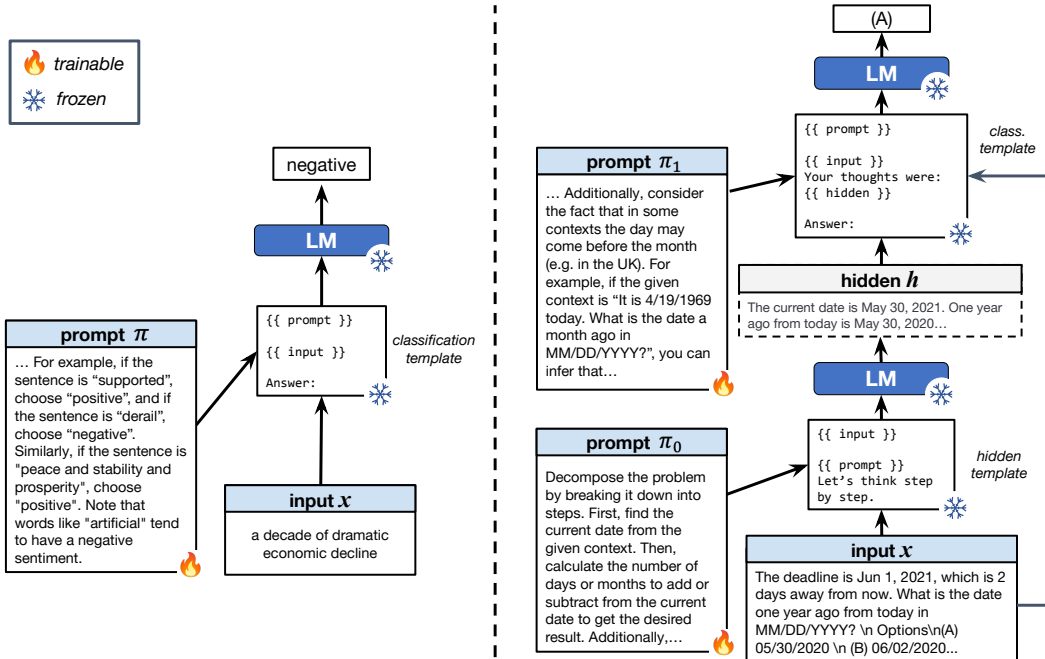 trainable
frozen
negative
LM
{{ prompt }}
{{ input }}
Answer:
classification
template
prompt π
… For example, if the
sentence is “supported”,
choose “positive”, and if
the sentence is “derail”,
choose “negative”.
Similarly, if the sentence is
"peace and stability and
prosperity", choose
"positive". Note that
words like "artificial" tend
to have a negative
sentiment.
input x
a decade of dramatic
economic decline
(A)
LM
{{ prompt }}
{{ input }}
Your thoughts were:
{{ hidden }}
Answer:
class.
template
prompt π1
… Additionally, consider
the fact that in some
contexts the day may
come before the month
(e.g. in the UK). For
example, if the given
context is “It is 4/19/1969
today. What is the date a
month ago in
MM/DD/YYYY?”, you can
infer that…
hidden h
The current date is May 30, 2021. One year
ago from today is May 30, 2020…
LM
{{ input }}
{{ prompt }}
Let’s think step
by step.
hidden
template
prompt π0
Decompose the problem
by breaking it down into
steps. First, find the
current date from the
given context. Then,
calculate the number of
days or months to add or
subtract from the current
date to get the desired
result. Additionally,…
input x
The deadline is Jun 1, 2021, which is 2
days away from now. What is the date
one year ago from today in
MM/DD/YYYY? \n Options\n(A)
05/30/2020 \n (B) 06/02/2020...